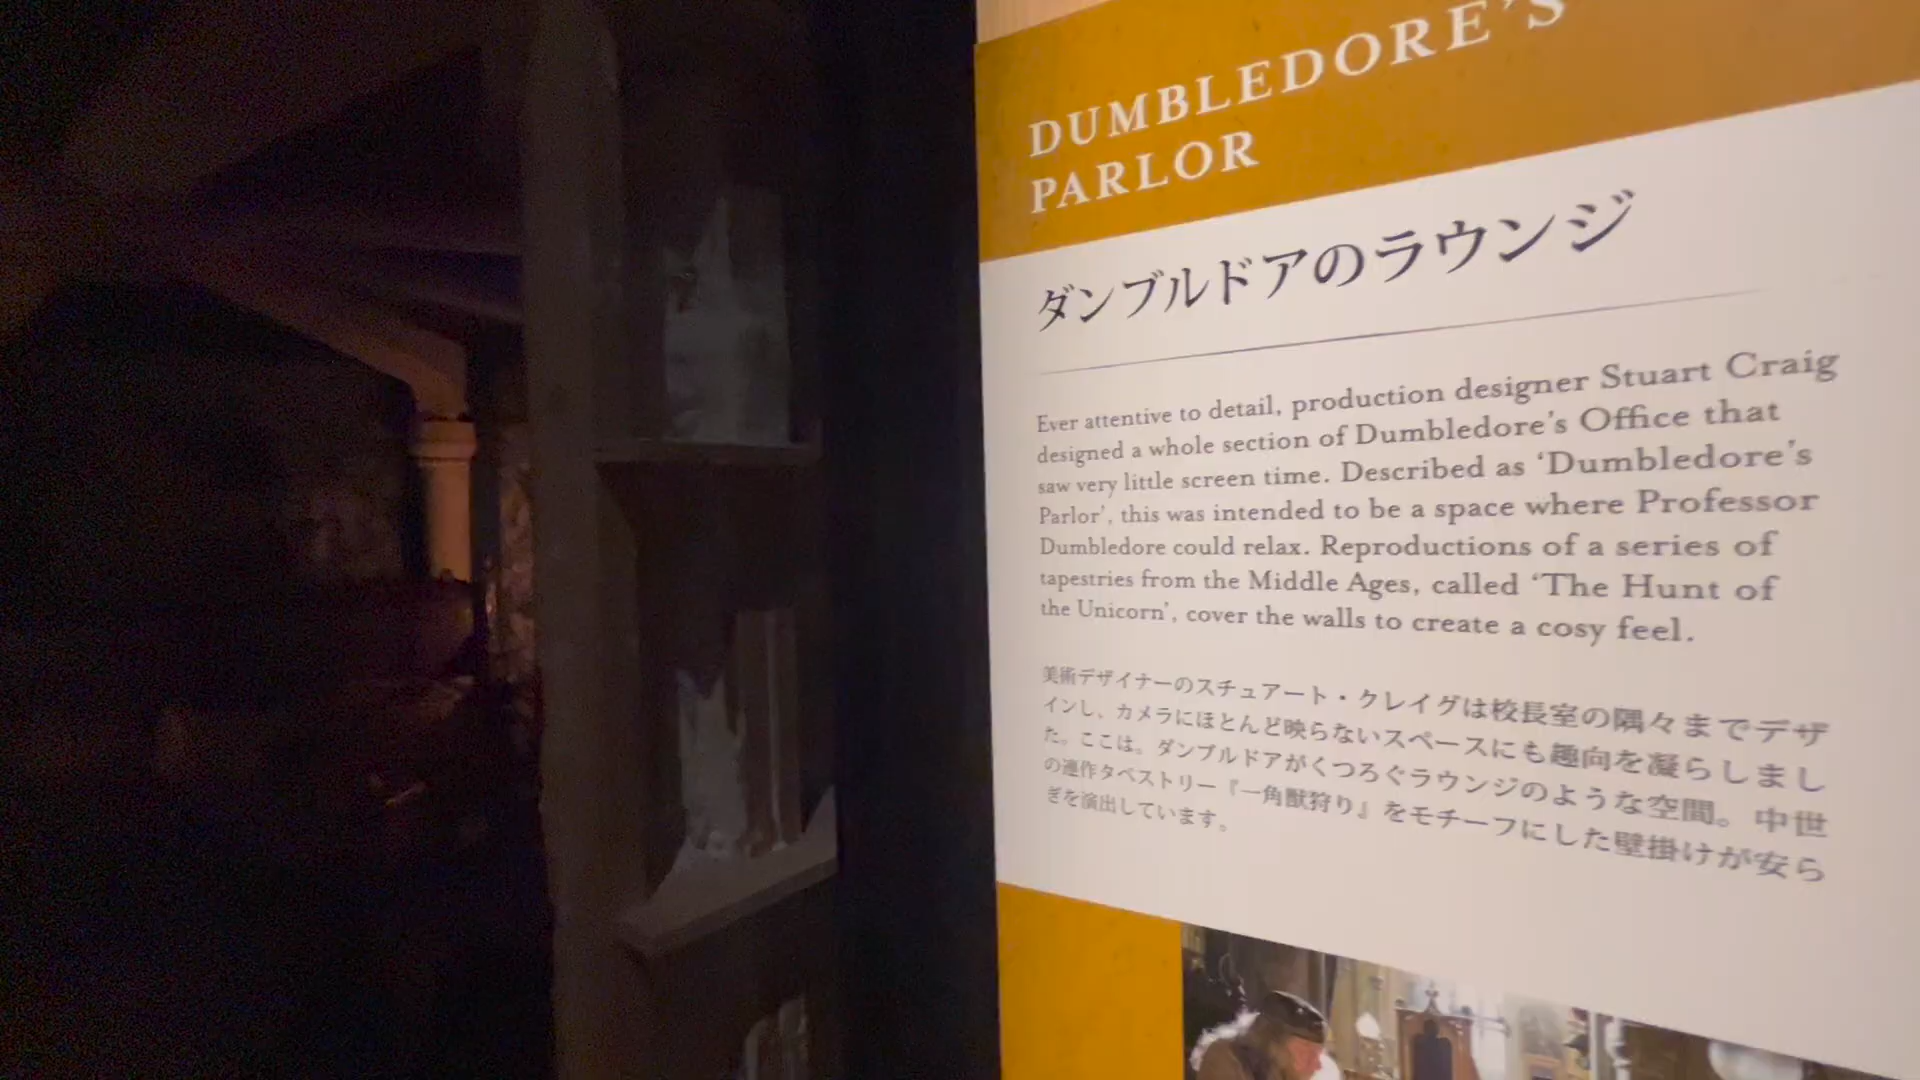 DUMBLEDORE'S
PARLOR
ダンブルドアのラウンジ
Ever attentive to detail, production designer Stuart Craig
designed a whole section of Dumbledore's Office that
saw very little screen time. Described as ‘Dumbledore's
Parlor’, this was intended to be a space where Professor
Dumbledore could relax. Reproductions of a series of
tapestries from the Middle Ages, called ‘The Hunt of
the Unicorn’, cover the walls to create a cosy feel.
美術デザイナーのスチュアート・クレイグは校長室の隅々までデザ
インし、カメラにほとんど映らないスペースにも趣向を凝らしまし
た。ここは、ダンブルドアがくつろぐラウンジのような空間。中世
の連作タペストリー『一角獣狩り』をモチーフにした壁掛けが安ら
ぎを演出しています。